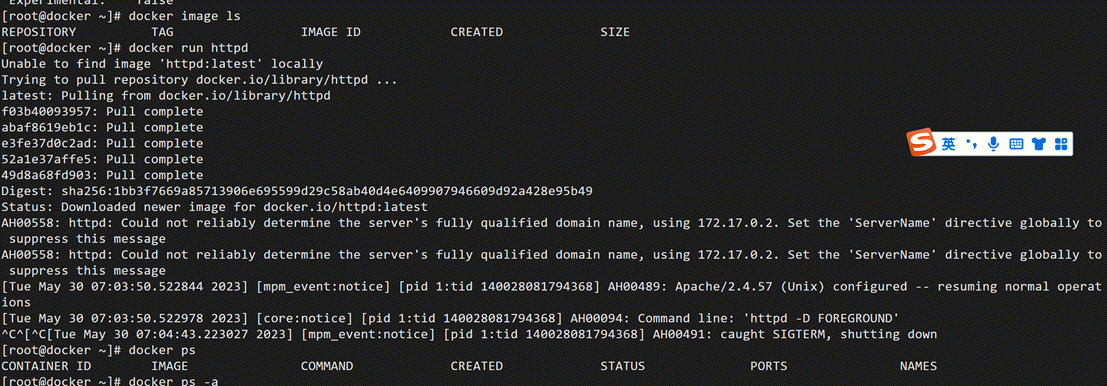 Experimental: false
[root@docker ~]# docker image ls
REPOSITORY TAG IMAGE ID CREATED SIZE
[root@docker ~]# docker run httpd
Unable to find image 'httpd:latest' locally
Trying to pull repository docker.io/library/httpd ...
latest: Pulling from docker.io/library/httpd
f03b40093957: Pull complete
abaf8619eb1c: Pull complete
e3fe37d0c2ad: Pull complete
52a1e37affe5: Pull complete
49d8a68fd903: Pull complete
Digest: sha256:1bb3f7669a85713906e695599d29c58ab40d4e6409907946609d92a428e95b49
Status: Downloaded newer image for docker.io/httpd:latest
AH00558: httpd: Could not reliably determine the server's fully qualified domain name, using 172.17.0.2. Set the 'ServerName' directive globally to
suppress this message
AH00558: httpd: Could not reliably determine the server's fully qualified domain name, using 172.17.0.2. Set the 'ServerName' directive globally to
suppress this message
[Tue May 30 07:03:50.522844 2023] [mpm_event:notice] [pid 1:tid 140028081794368] AH00489: Apache/2.4.57 (Unix) configured -- resuming normal operat
ions
[Tue May 30 07:03:50.522978 2023] [core:notice] [pid 1:tid 140028081794368] AH00094: Command line: 'httpd -D FOREGROUND'
^C^[^C[Tue May 30 07:04:43.223027 2023] [mpm_event:notice] [pid 1:tid 140028081794368] AH00491: caught SIGTERM, shutting down
[root@docker ~]# docker ps
CONTAINER ID IMAGE COMMAND CREATED STATUS PORTS NAMES
[root@docker ~]# docker ps -a
S 英